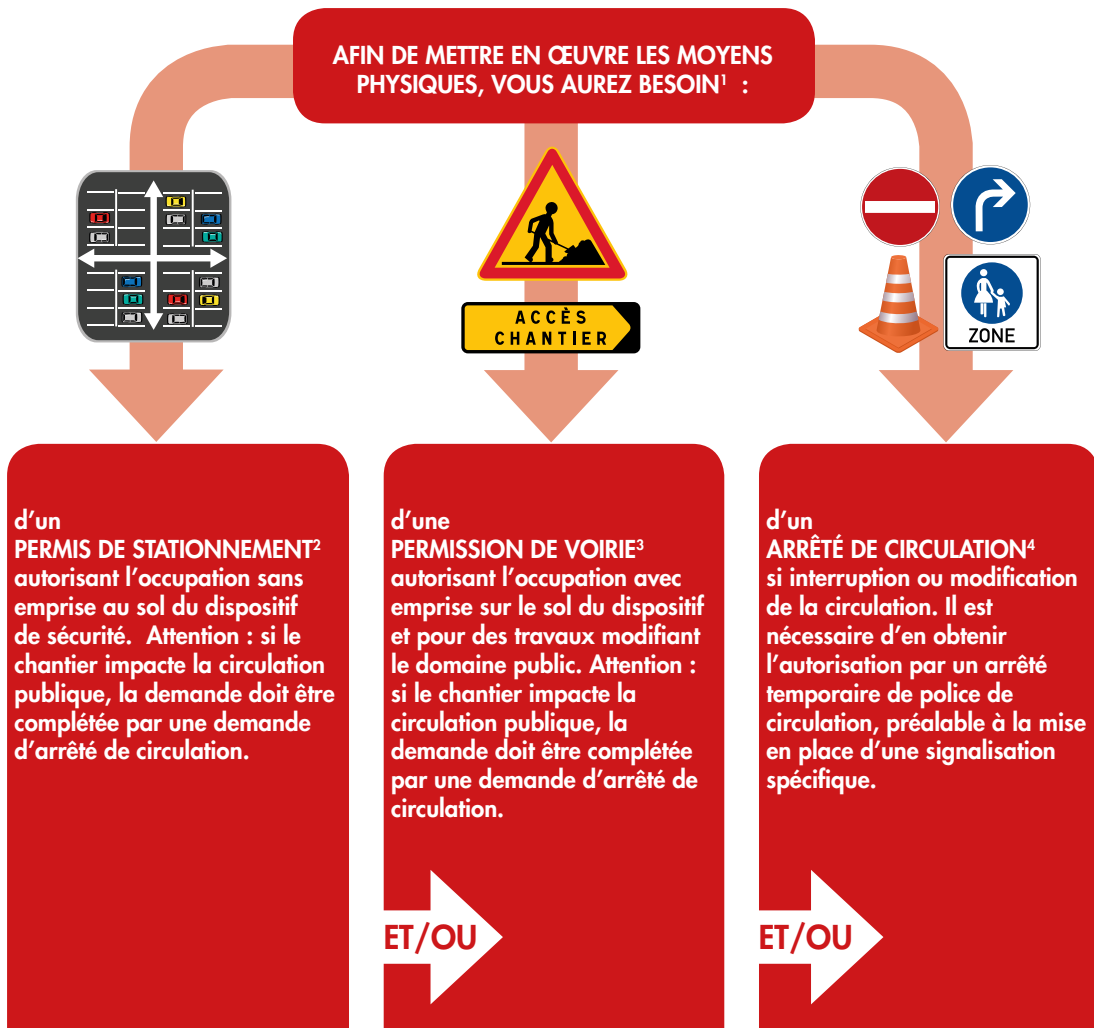 AFIN DE METTRE EN ŒUVRE LES MOYENS
PHYSIQUES, VOUS AUREZ BESOIN¹ :
ACCÈS
CHANTIER
ZONE
d’un
PERMIS DE STATIONNEMENT²
autorisant l’occupation sans
emprise au sol du dispositif
de sécurité. Attention : si le
chantier impacte la circulation
publique, la demande doit être
complétée par une demande
d’arrêté de circulation.
d’une
PERMISSION DE VOIRIE³
autorisant l’occupation avec
emprise sur le sol du dispositif
et pour des travaux modifiant
le domaine public. Attention :
si le chantier impacte la
circulation publique, la
demande doit être complétée
par une demande d’arrêté de
circulation.
ET/OU
d’un
ARRÊTÉ DE CIRCULATION⁴
si interruption ou modification
de la circulation. Il est
nécessaire d’en obtenir
l’autorisation par un arrêté
temporaire de police de
circulation, préalable à la mise
en place d’une signalisation
spécifique.
ET/OU